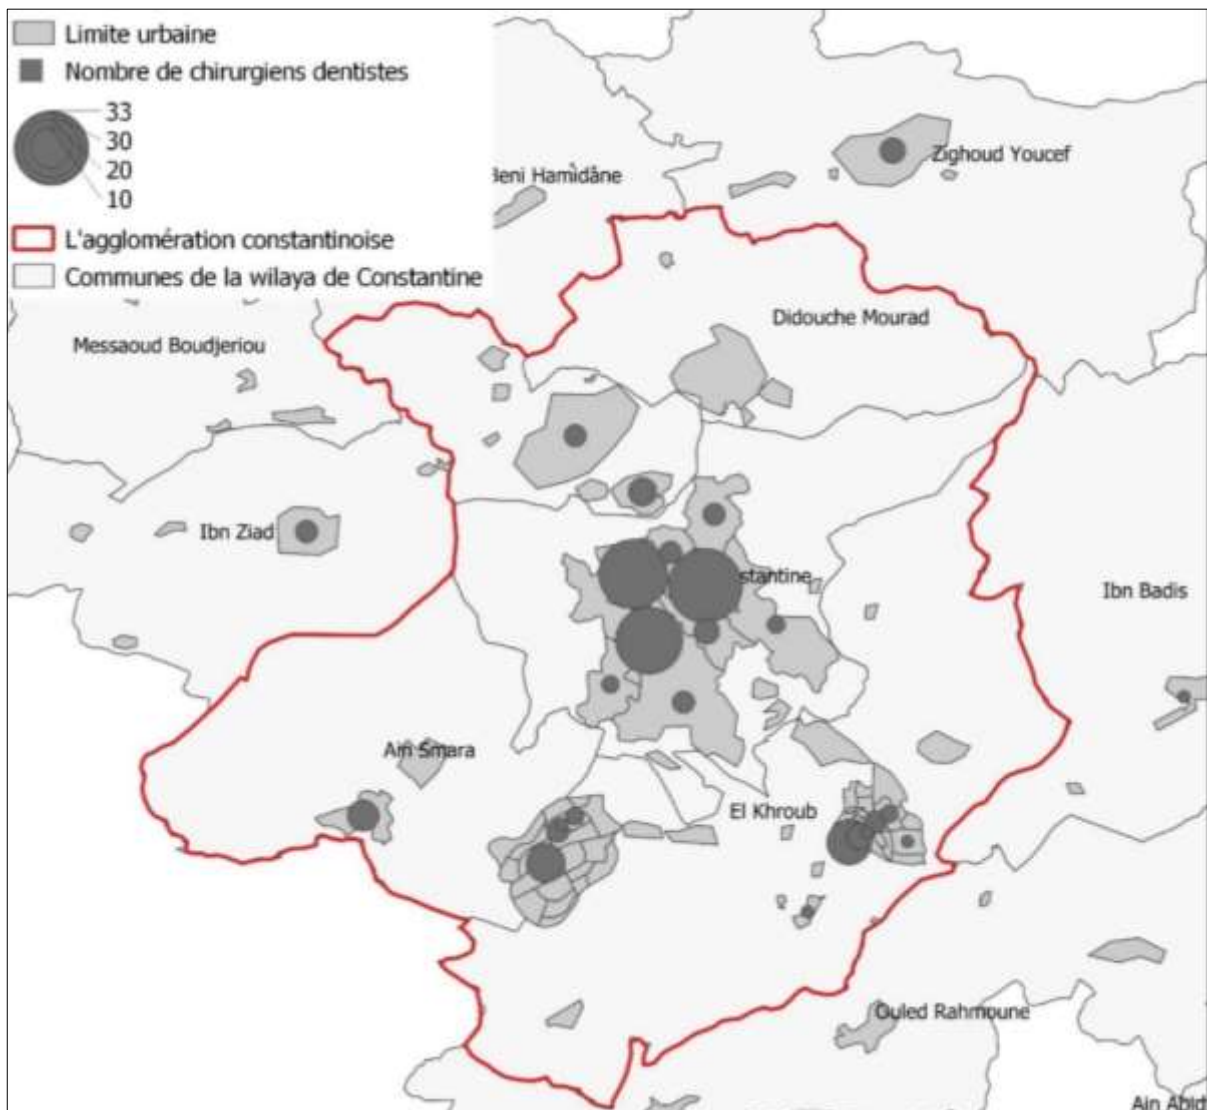 Limite urbaine
Nombre de chirurgiens dentistes
33
30
20
10
L'agglomération constantinoise
Communes de la wilaya de Constantine
Zighoud Youcef
Beni Hamîdâne
Didouche Mourad
Messaoud Boudjeriou
Ibn Ziad
stantine
Ibn Badis
Ain Smara
El Khroub
Ouled Rahmoune
Ain Abid